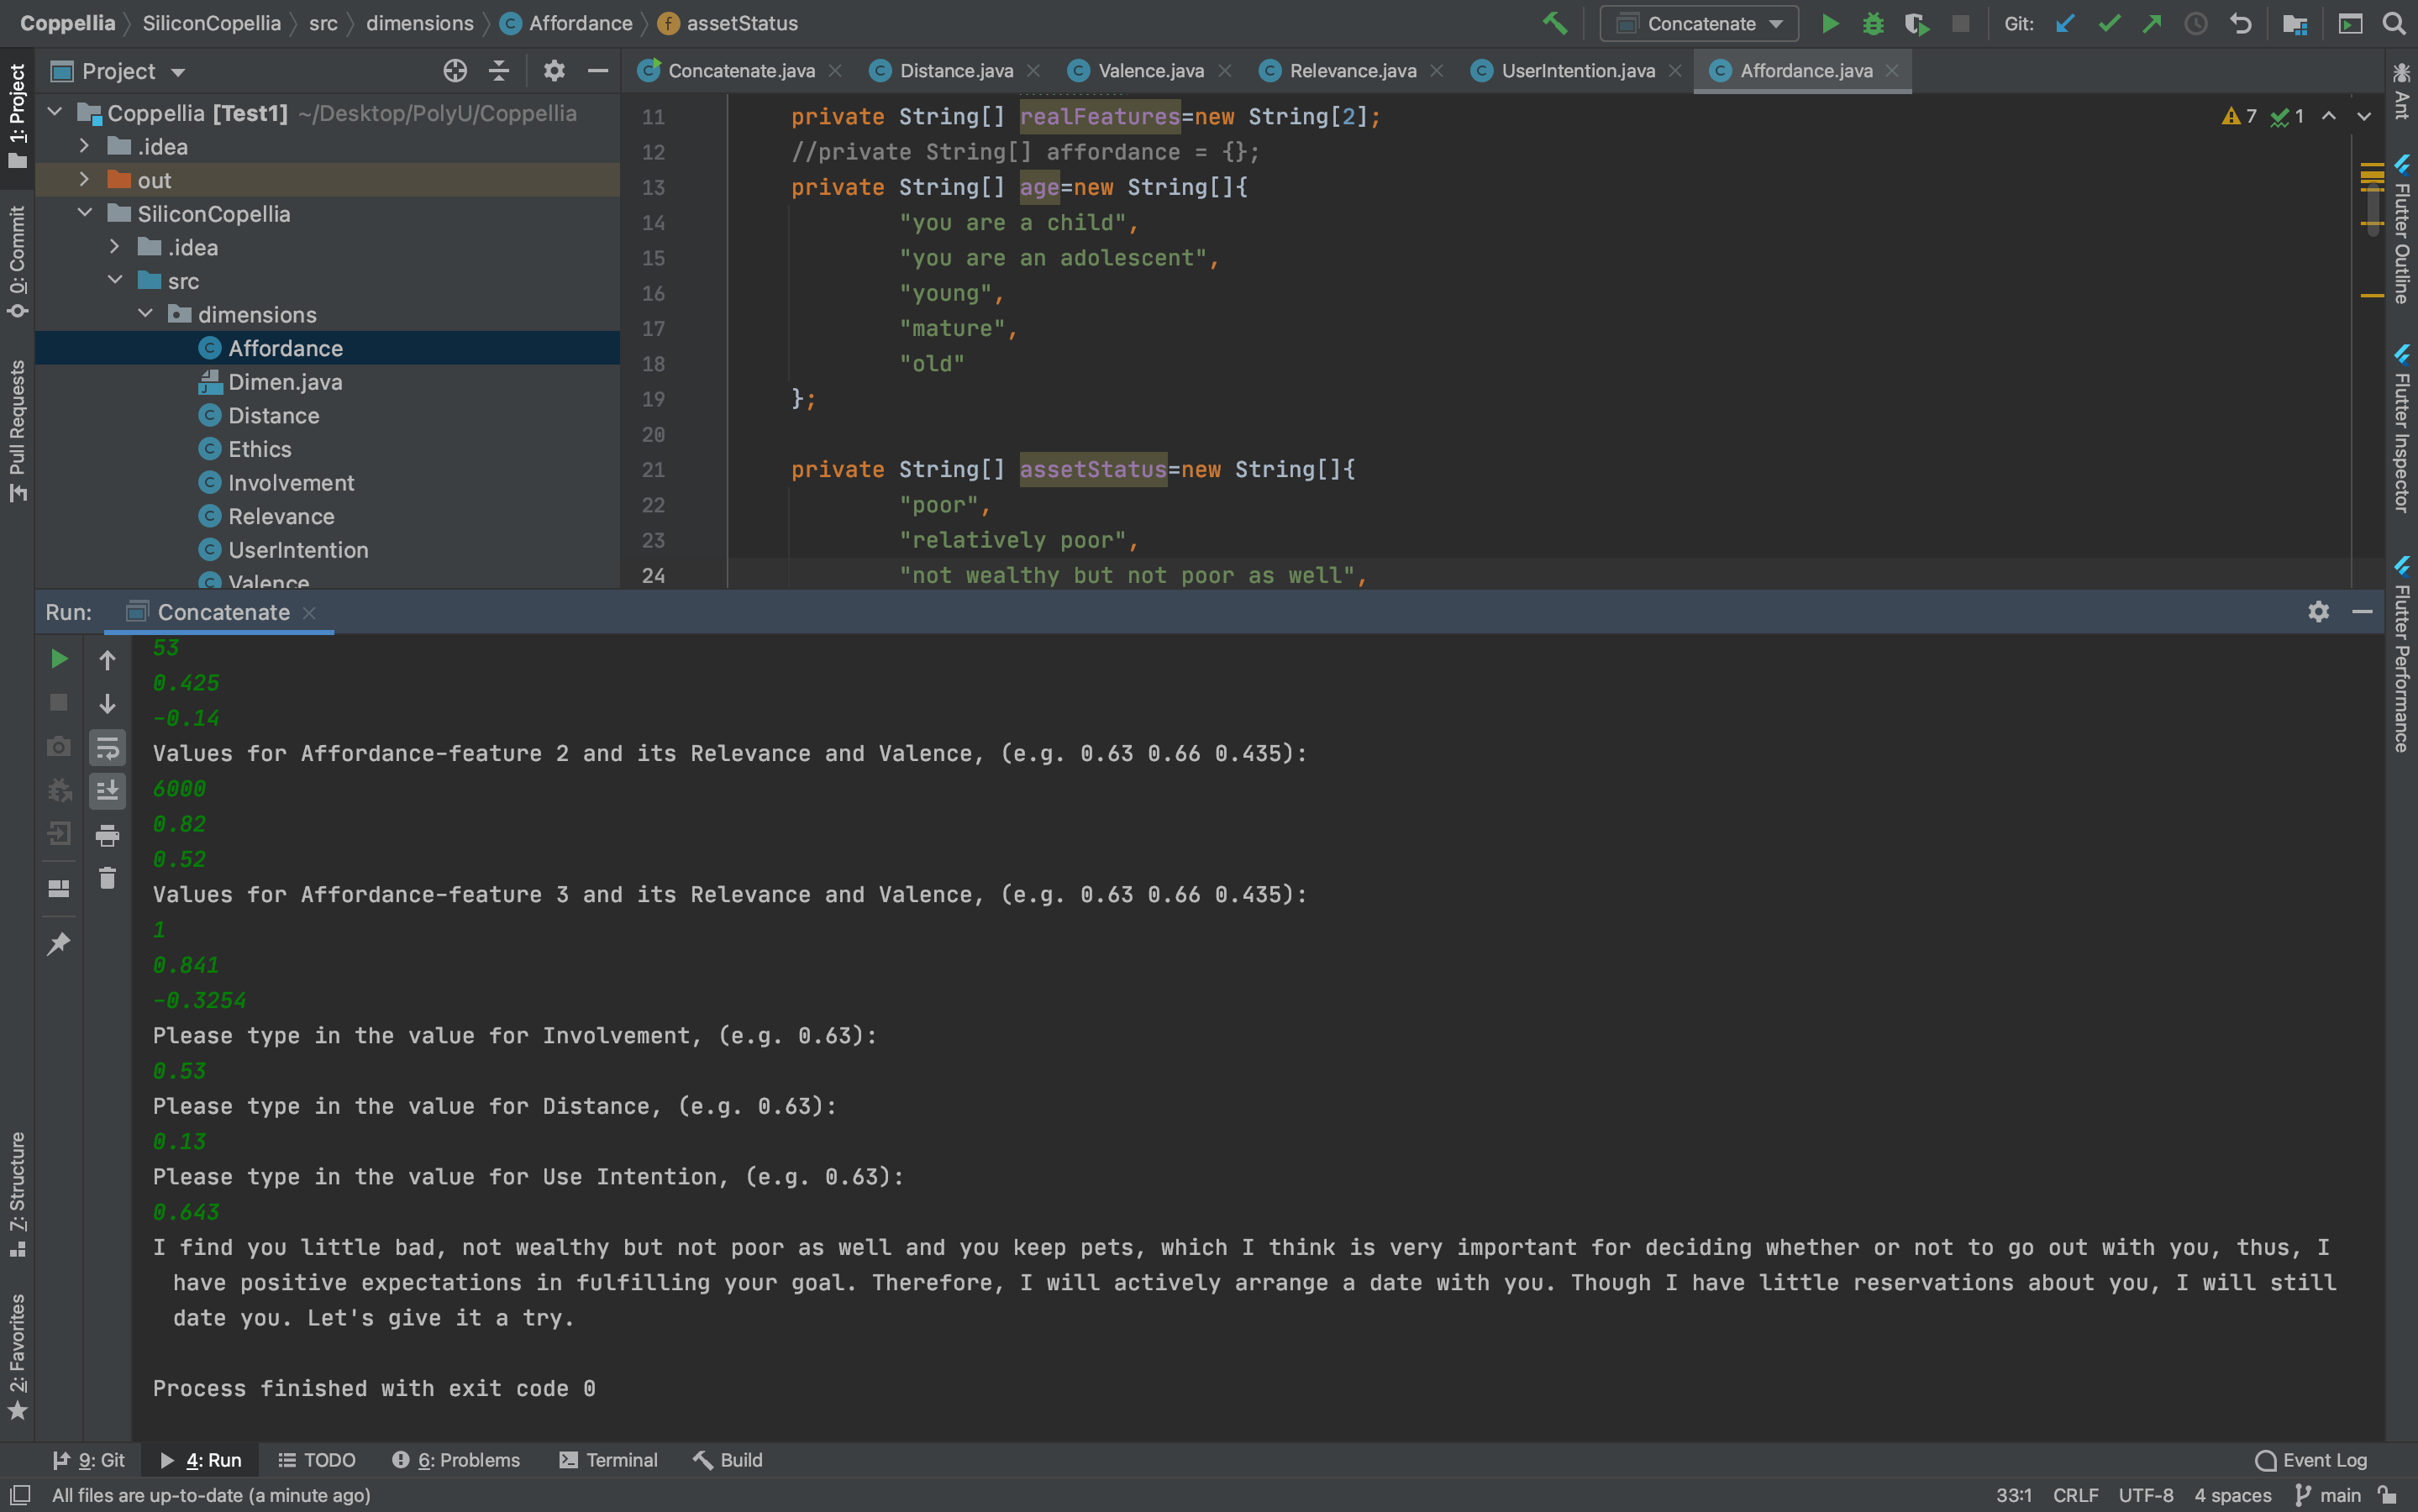 Coppellia SiliconCopellia src dimensions Affordance assetStatus
Concatenate Git:
Project
Concatenate.java Distance.java Valence.java Relevance.java UserIntention.java Affordance.java
1: Project
0: Commit
Pull Requests
7: Structure
2: Favorites
Coppellia [Test1] ~/Desktop/PolyU/Coppellia
.idea
out
SiliconCopellia
.idea
src
dimensions
Affordance
Dimen.java
Distance
Ethics
Involvement
Relevance
UserIntention
Valence
7 1
11 private String[] realFeatures=new String[2];
12 //private String[] affordance = {};
13 private String[] age=new String[]{
14 "you are a child",
15 "you are an adolescent",
16 "young",
17 "mature",
18 "old"
19 };
20
21 private String[] assetStatus=new String[]{
22 "poor",
23 "relatively poor",
24 "not wealthy but not poor as well",
Ant
Flutter Outline
Flutter Inspector
Flutter Performance
Run: Concatenate
53
0.425
-0.14
Values for Affordance-feature 2 and its Relevance and Valence, (e.g. 0.63 0.66 0.435):
6000
0.82
0.52
Values for Affordance-feature 3 and its Relevance and Valence, (e.g. 0.63 0.66 0.435):
1
0.841
-0.3254
Please type in the value for Involvement, (e.g. 0.63):
0.53
Please type in the value for Distance, (e.g. 0.63):
0.13
Please type in the value for Use Intention, (e.g. 0.63):
0.643
I find you little bad, not wealthy but not poor as well and you keep pets, which I think is very important for deciding whether or not to go out with you, thus, I
have positive expectations in fulfilling your goal. Therefore, I will actively arrange a date with you. Though I have little reservations about you, I will still
date you. Let's give it a try.
Process finished with exit code 0
9: Git 4: Run TODO 6: Problems Terminal Build Event Log
All files are up-to-date (a minute ago) 33:1 CRLF UTF-8 4 spaces main